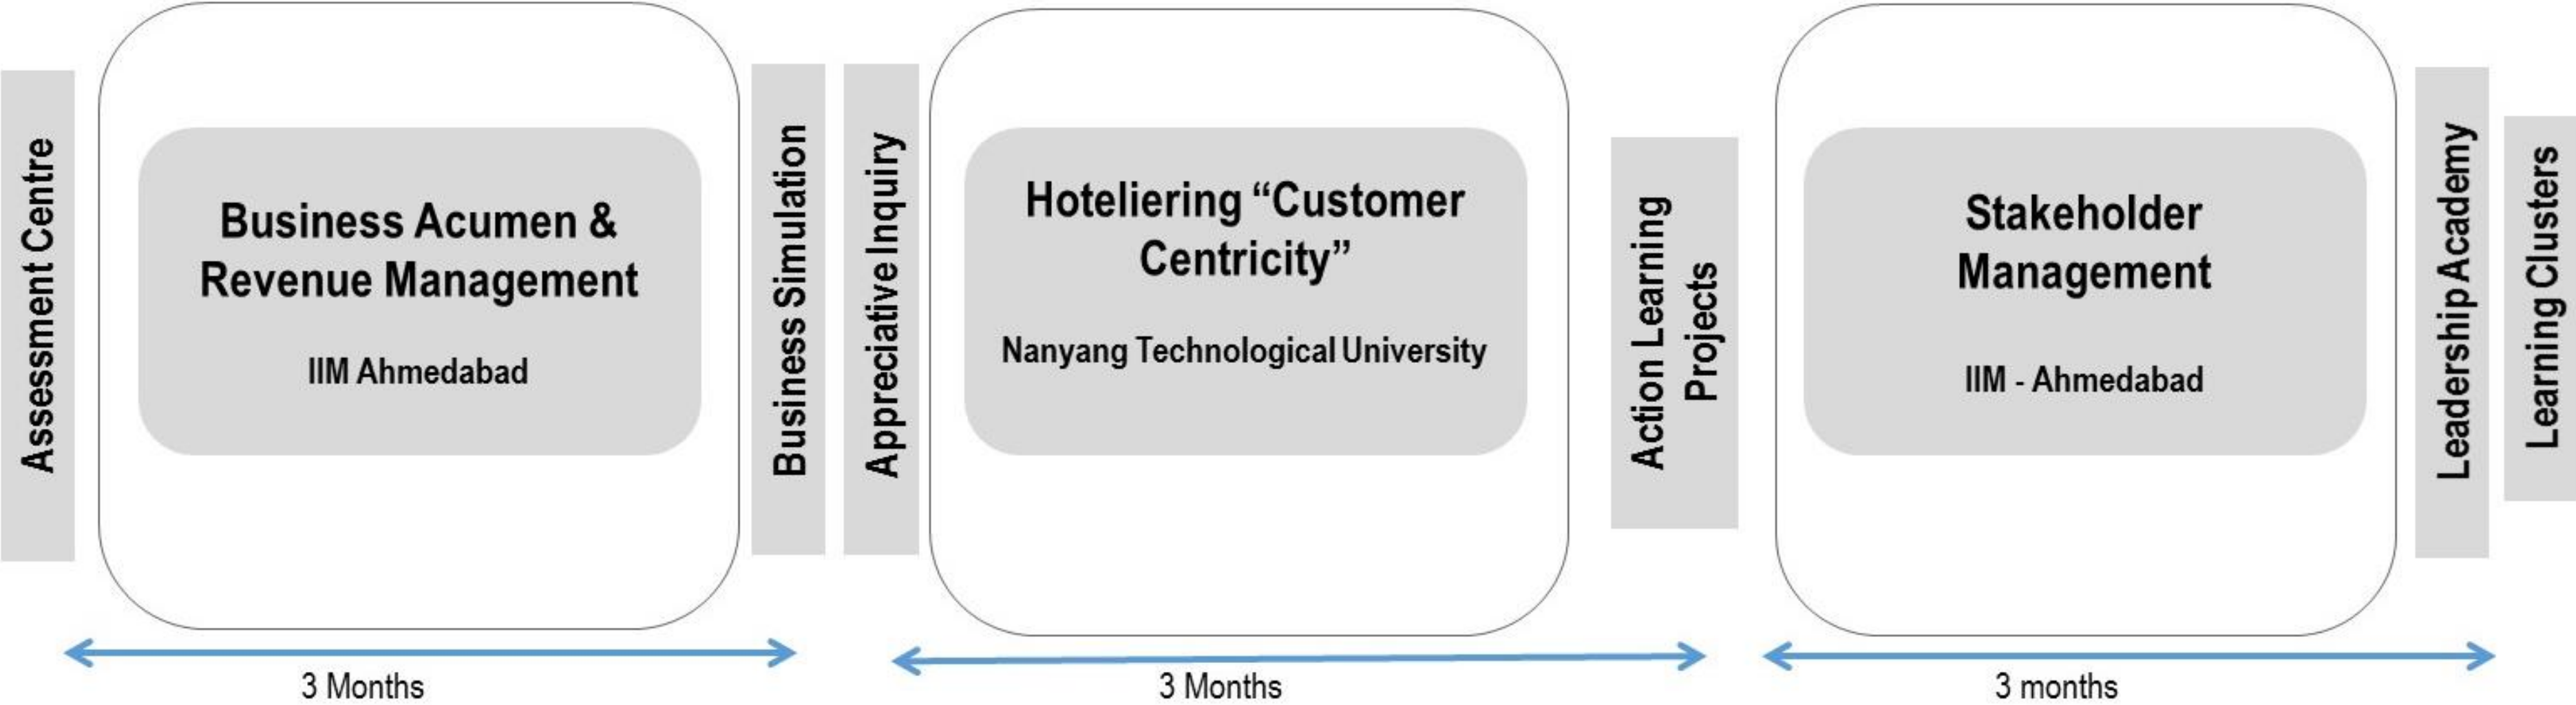 Assessment Centre
Business Acumen &
Revenue Management
IIM Ahmedabad
Business Simulation
Appreciative Inquiry
Hoteliering “Customer
Centricity”
Nanyang Technological University
Action Learning
Projects
Stakeholder
Management
IIM - Ahmedabad
Leadership Academy
Learning Clusters
3 Months
3 Months
3 months